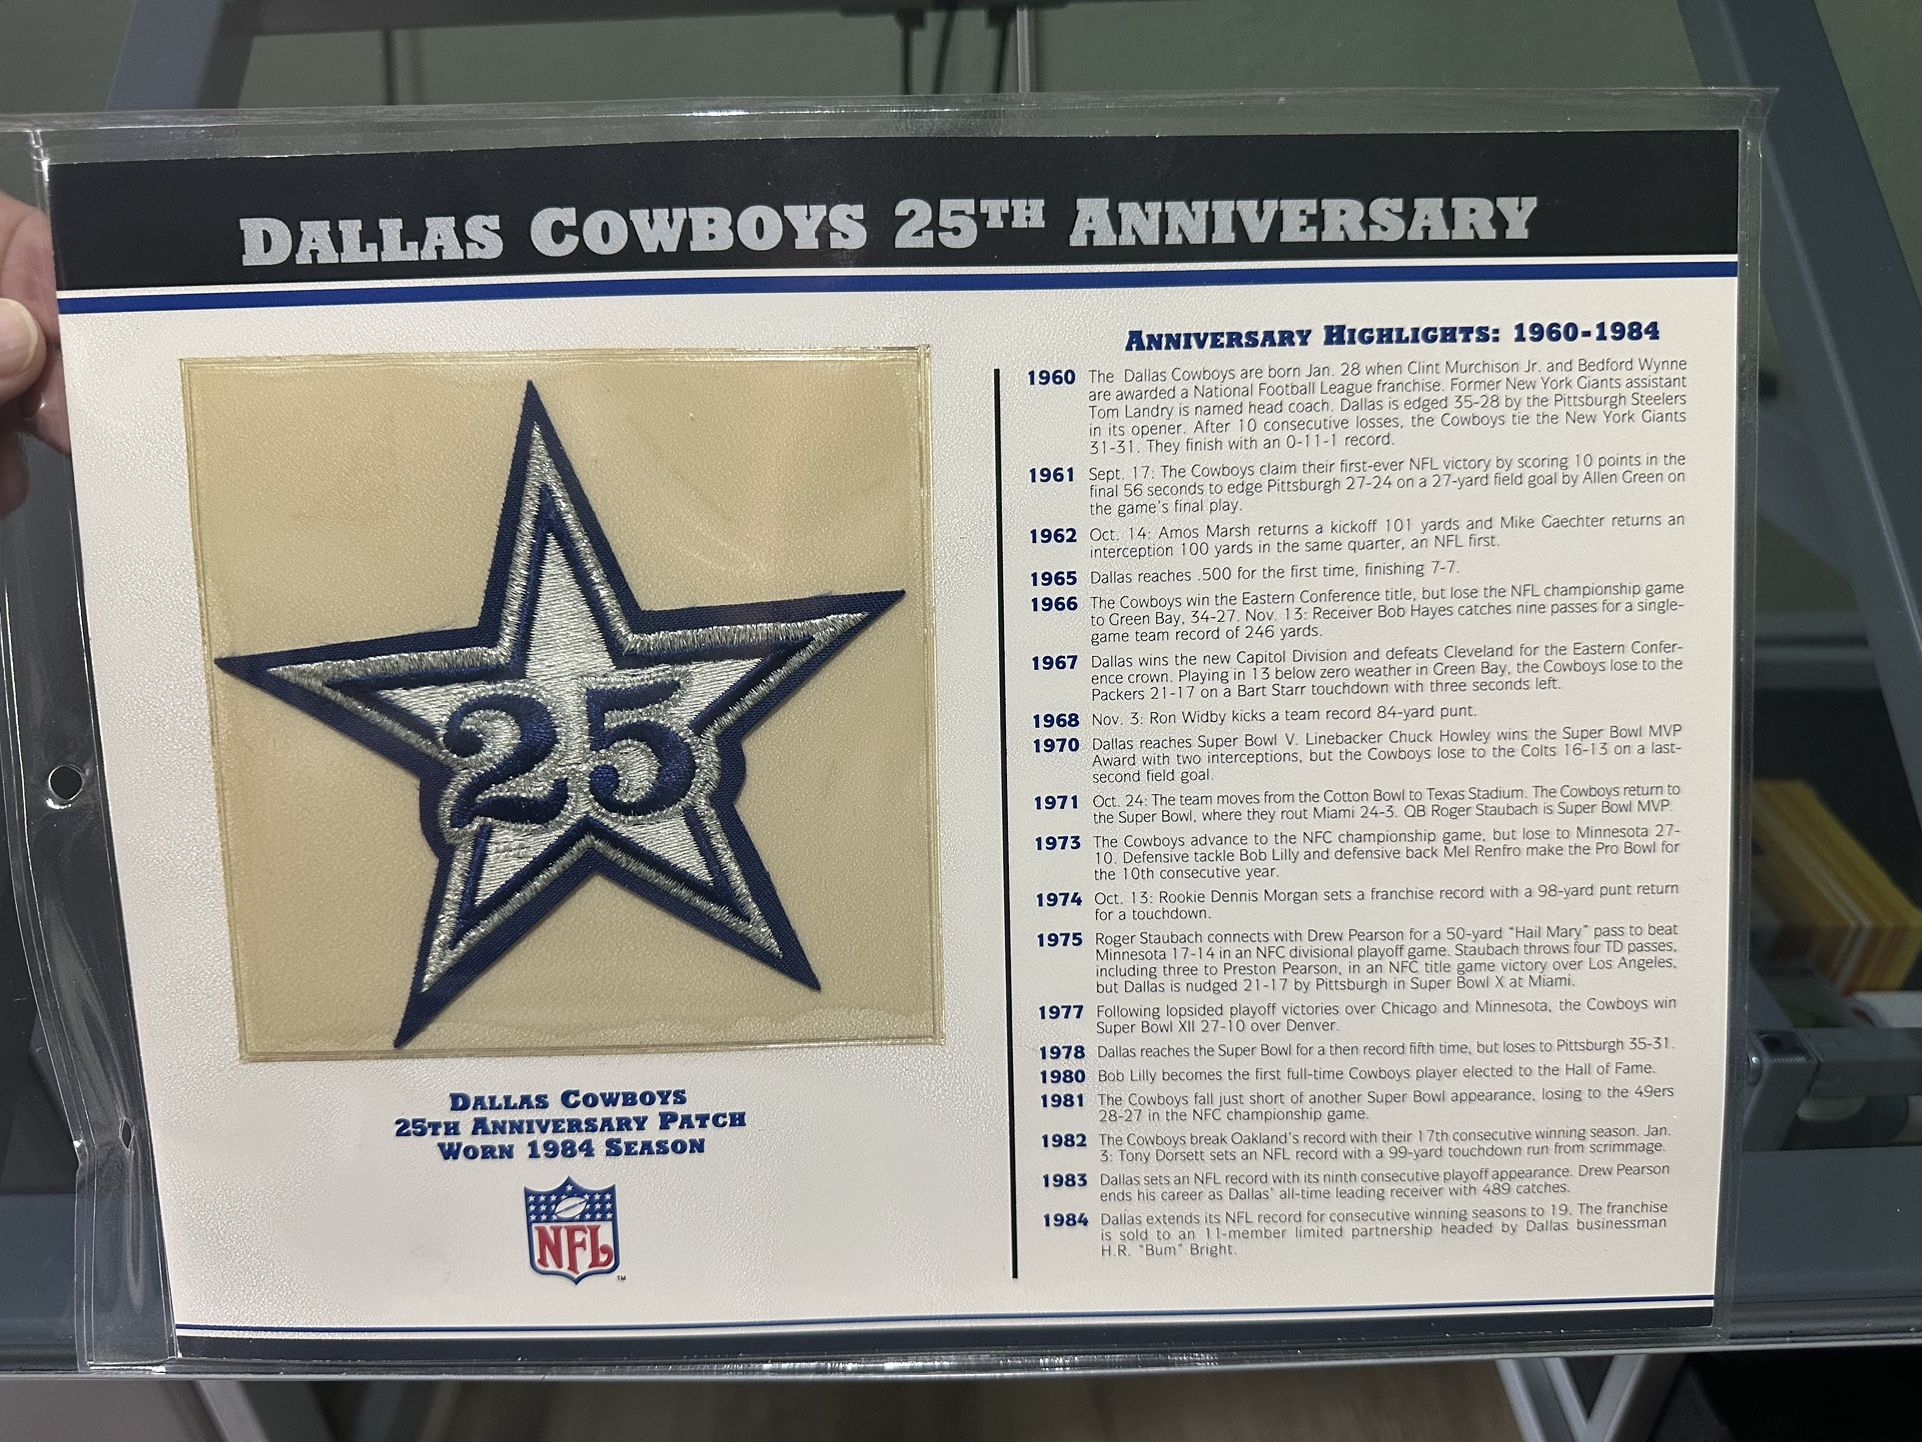 DALLAS COWBOYS 25TH ANNIVERSARY
25
DALLAS COWBOYS
25TH ANNIVERSARY PATCH
WORN 1984 SEASON
NFL
TM
ANNIVERSARY HIGHLIGHTS: 1960-1984
1960 The Dallas Cowboys are born Jan. 28 when Clint Murchison Jr. and Bedford Wynne
are awarded a National Football League franchise. Former New York Giants assistant
Tom Landry is named head coach. Dallas is edged 35-28 by the Pittsburgh Steelers
in its opener. After 10 consecutive losses, the Cowboys tie the New York Giants
31-31. They finish with an 0-11-1 record.
1961 Sept. 17: The Cowboys claim their first-ever NFL victory by scoring 10 points in the
final 56 seconds to edge Pittsburgh 27-24 on a 27-yard field goal by Allen Green on
the game's final play.
1962 Oct. 14: Amos Marsh returns a kickoff 101 yards and Mike Gaechter returns an
interception 100 yards in the same quarter, an NFL first.
1965 Dallas reaches .500 for the first time, finishing 7-7.
1966 The Cowboys win the Eastern Conference title, but lose the NFL championship game
to Green Bay, 34-27. Nov. 13: Receiver Bob Hayes catches nine passes for a single-
game team record of 246 yards.
1967 Dallas wins the new Capitol Division and defeats Cleveland for the Eastern Confer-
ence crown. Playing in 13 below zero weather in Green Bay, the Cowboys lose to the
Packers 21-17 on a Bart Starr touchdown with three seconds left.
1968 Nov. 3: Ron Widby kicks a team record 84-yard punt.
1970 Dallas reaches Super Bowl V. Linebacker Chuck Howley wins the Super Bowl MVP
Award with two interceptions, but the Cowboys lose to the Colts 16-13 on a last-
second field goal.
1971 Oct. 24: The team moves from the Cotton Bowl to Texas Stadium. The Cowboys return to
the Super Bowl, where they rout Miami 24-3. QB Roger Staubach is Super Bowl MVP.
1973 The Cowboys advance to the NFC championship game, but lose to Minnesota 27-
10. Defensive tackle Bob Lilly and defensive back Mel Renfro make the Pro Bowl for
the 10th consecutive year.
1974 Oct. 13: Rookie Dennis Morgan sets a franchise record with a 98-yard punt return
for a touchdown.
1975 Roger Staubach connects with Drew Pearson for a 50-yard "Hail Mary" pass to beat
Minnesota 17-14 in an NFC divisional playoff game. Staubach throws four TD passes,
including three to Preston Pearson, in an NFC title game victory over Los Angeles,
but Dallas is nudged 21-17 by Pittsburgh in Super Bowl X at Miami.
1977 Following lopsided playoff victories over Chicago and Minnesota, the Cowboys win
Super Bowl XII 27-10 over Denver.
1978 Dallas reaches the Super Bowl for a then record fifth time, but loses to Pittsburgh 35-31.
1980 Bob Lilly becomes the first full-time Cowboys player elected to the Hall of Fame.
1981 The Cowboys fall just short of another Super Bowl appearance, losing to the 49ers
28-27 in the NFC championship game.
1982 The Cowboys break Oakland's record with their 17th consecutive winning season. Jan.
3: Tony Dorsett sets an NFL record with a 99-yard touchdown run from scrimmage.
1983 Dallas sets an NFL record with its ninth consecutive playoff appearance. Drew Pearson
ends his career as Dallas' all-time leading receiver with 489 catches.
1984 Dallas extends its NFL record for consecutive winning seasons to 19. The franchise
is sold to an 11-member limited partnership headed by Dallas businessman
H.R. "Bum" Bright.